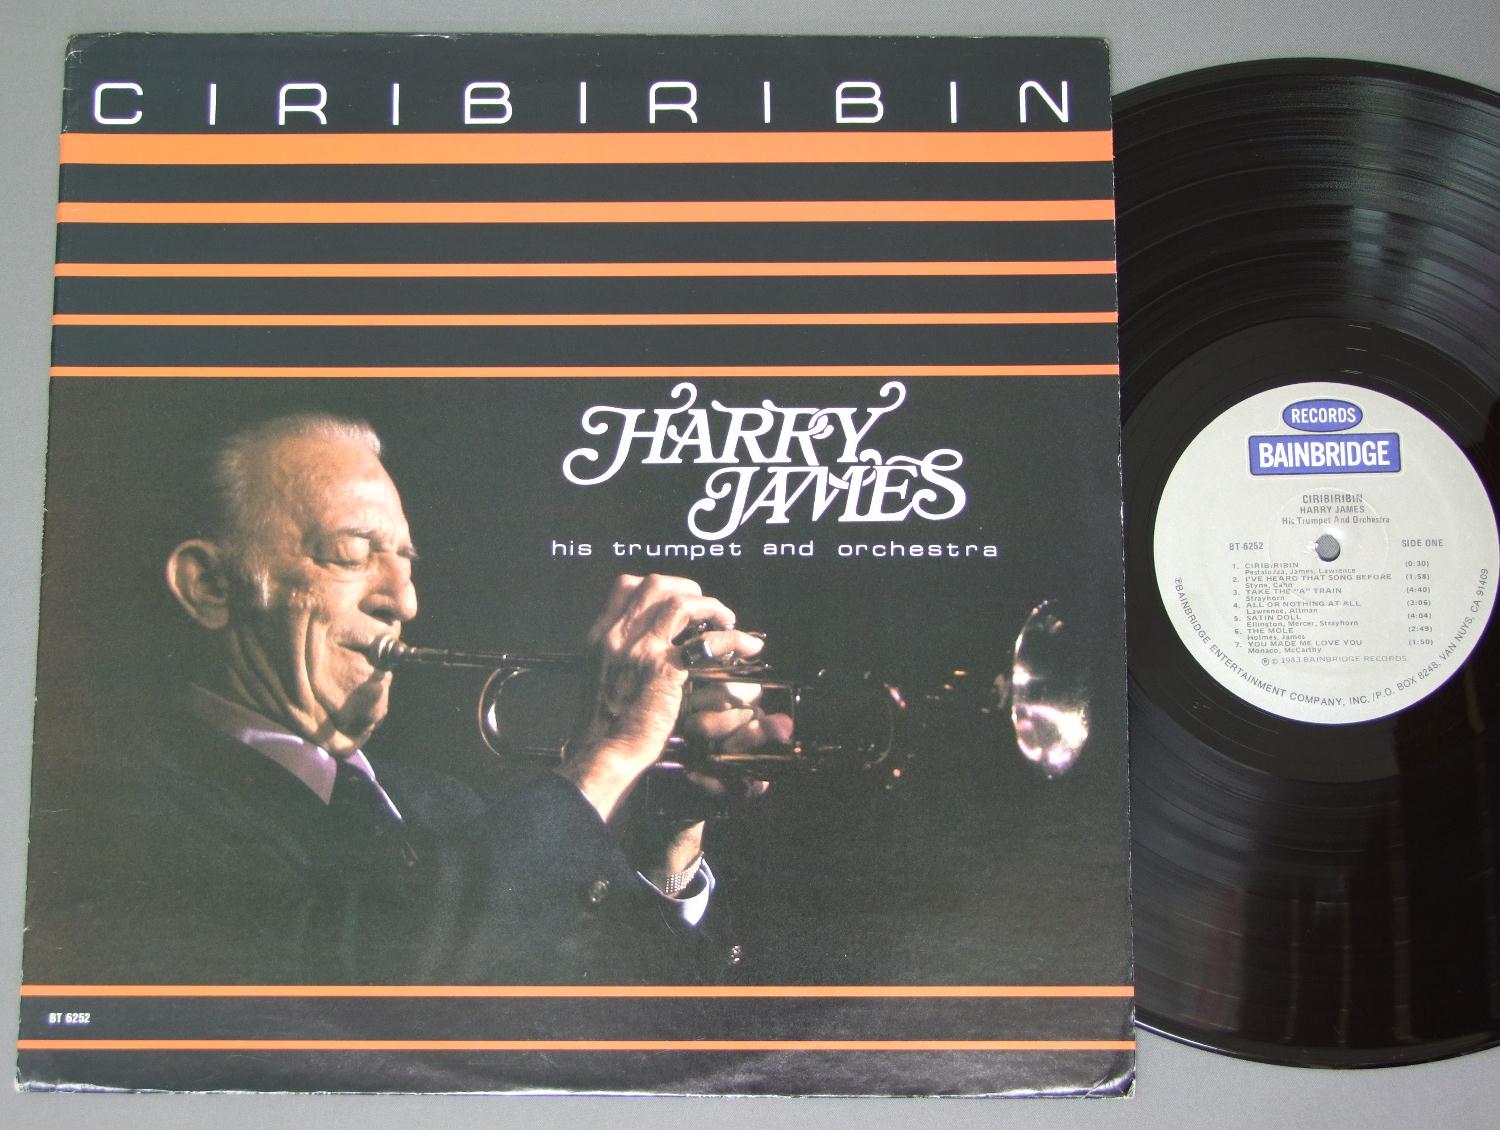 CIRIBIRIBIN
HARRY
JAMES
his trumpet and orchestra
BT 6252
RECORDS
BAINBRIDGE
CIRIBIRIBIN
HARRY JAMES
His Trumpet And Orchestra
BT-6252 SIDE ONE
1. CIRIBIRIBIN (0:30)
Pestalozza, James, Lawrence
2. I'VE HEARD THAT SONG BEFORE (1:58)
Styne, Cahn
3. TAKE THE "A" TRAIN (4:40)
Strayhorn
4. ALL OR NOTHING AT ALL (3:06)
Lawrence, Altman
5. SATIN DOLL (4:04)
Ellington, Mercer, Strayhorn
6. THE MOLE (2:49)
Holmes, James
7. YOU MADE ME LOVE YOU (1:50)
Monaco, McCarthy
℗ © 1983 BAINBRIDGE RECORDS
℗BAINBRIDGE ENTERTAINMENT COMPANY, INC./P.O. BOX 8248, VAN NUYS, CA 91409